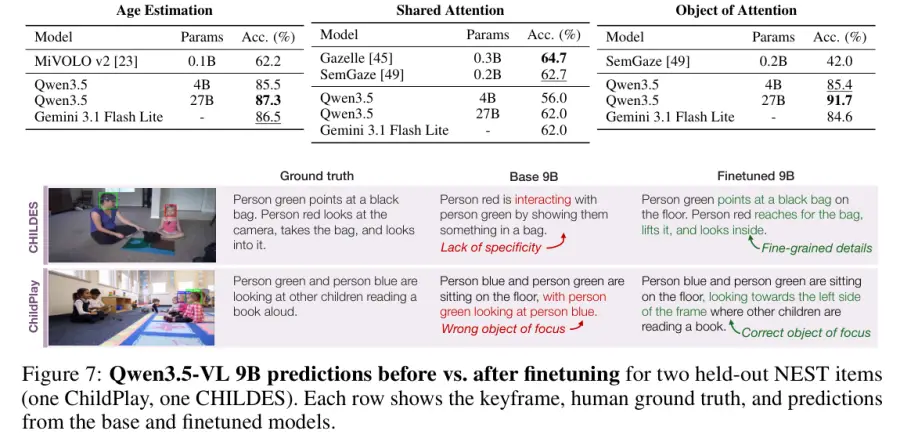 Age Estimation
Model Params Acc. (%)
MiVOLO v2 [23] 0.1B 62.2
Qwen3.5 4B 85.5
Qwen3.5 27B 87.3
Gemini 3.1 Flash Lite - 86.5
Shared Attention
Model Params Acc. (%)
Gazelle [45] 0.3B 64.7
SemGaze [49] 0.2B 62.7
Qwen3.5 4B 56.0
Qwen3.5 27B 62.0
Gemini 3.1 Flash Lite - 62.0
Object of Attention
Model Params Acc. (%)
SemGaze [49] 0.2B 42.0
Qwen3.5 4B 85.4
Qwen3.5 27B 91.7
Gemini 3.1 Flash Lite - 84.6
Ground truth Base 9B Finetuned 9B
CHILDES
Person green points at a black
bag. Person red looks at the
camera, takes the bag, and looks
into it.
Person red is interacting with
person green by showing them
something in a bag.
Lack of specificity
Person green points at a black bag on
the floor. Person red reaches for the bag,
lifts it, and looks inside.
Fine-grained details
ChildPlay
Person green and person blue are
looking at other children reading a
book aloud.
Person blue and person green are
sitting on the floor, with person
green looking at person blue.
Wrong object of focus
Person blue and person green are sitting
on the floor, looking towards the left side
of the frame where other children are
reading a book.
Correct object of focus
Figure 7: Qwen3.5-VL 9B predictions before vs. after finetuning for two held-out NEST items
(one ChildPlay, one CHILDES). Each row shows the keyframe, human ground truth, and predictions
from the base and finetuned models.